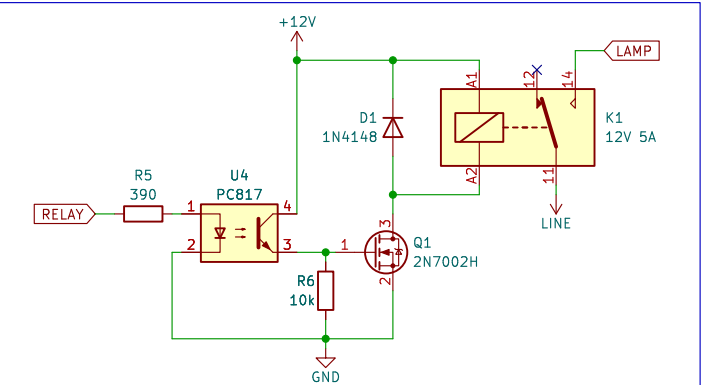 +12V
LAMP
A1
12
14
D1
1N4148
K1
12V 5A
R5
390
U4
PC817
A2
11
RELAY
1
4
LINE
2
3
3
1
Q1
2N7002H
R6
10k
2
GND